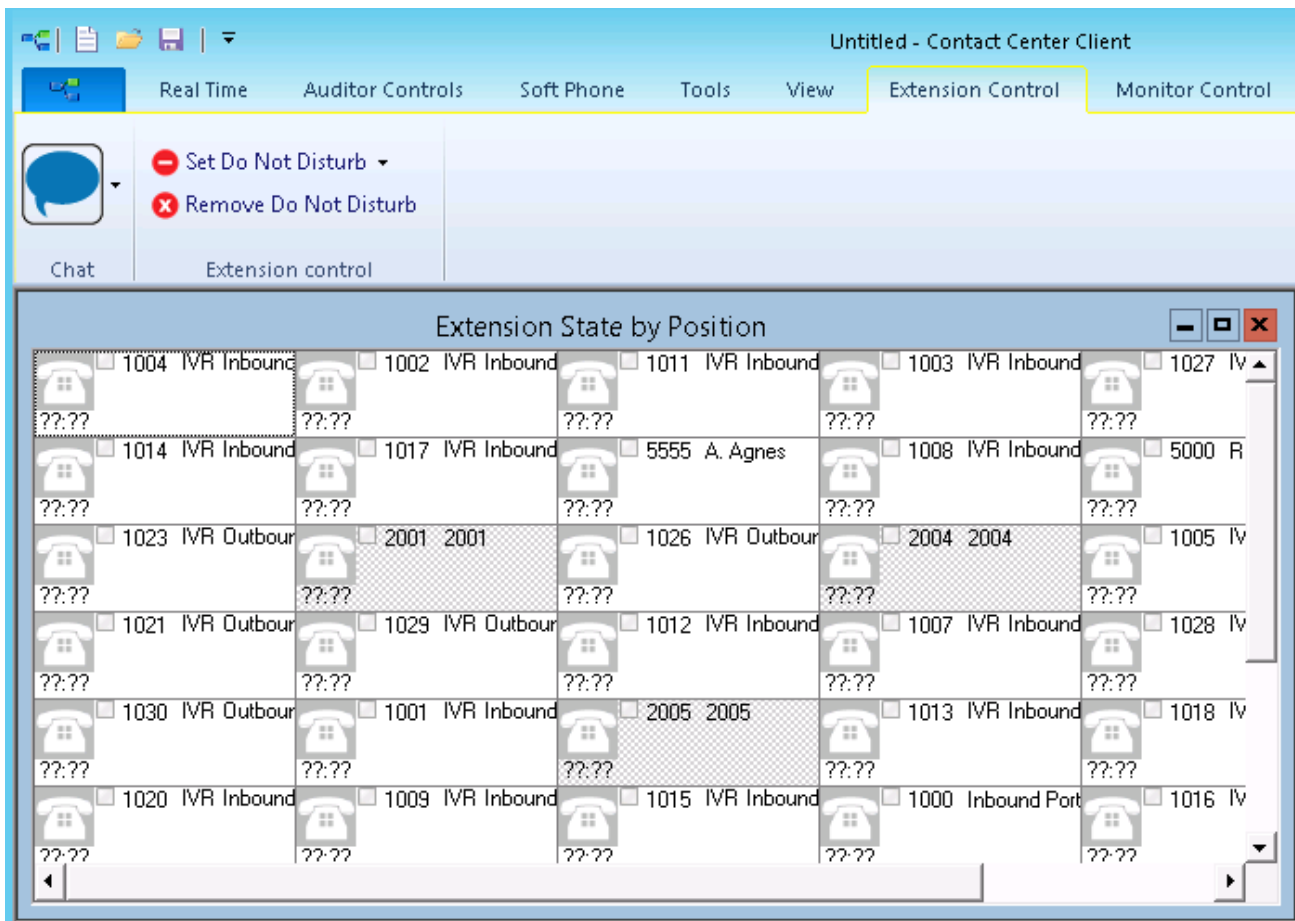 Untitled - Contact Center Client
Real Time Auditor Controls Soft Phone Tools View Extension Control Monitor Control
Set Do Not Disturb
Remove Do Not Disturb
Chat Extension control
Extension State by Position
1004 IVR Inbound 1002 IVR Inbound 1011 IVR Inbound 1003 IVR Inbound 1027 IV
??:?? ??:?? ??:?? ??:?? ??:??
1014 IVR Inbound 1017 IVR Inbound 5555 A. Agnes 1008 IVR Inbound 5000 R
??:?? ??:?? ??:?? ??:?? ??:??
1023 IVR Outbour 2001 2001 1026 IVR Outbour 2004 2004 1005 IV
??:?? ??:?? ??:?? ??:?? ??:??
1021 IVR Outbour 1029 IVR Outbour 1012 IVR Inbound 1007 IVR Inbound 1028 IV
??:?? ??:?? ??:?? ??:?? ??:??
1030 IVR Outbour 1001 IVR Inbound 2005 2005 1013 IVR Inbound 1018 IV
??:?? ??:?? ??:?? ??:?? ??:??
1020 IVR Inbound 1009 IVR Inbound 1015 IVR Inbound 1000 Inbound Port 1016 IV
??:?? ??:?? ??:?? ??:?? ??:??